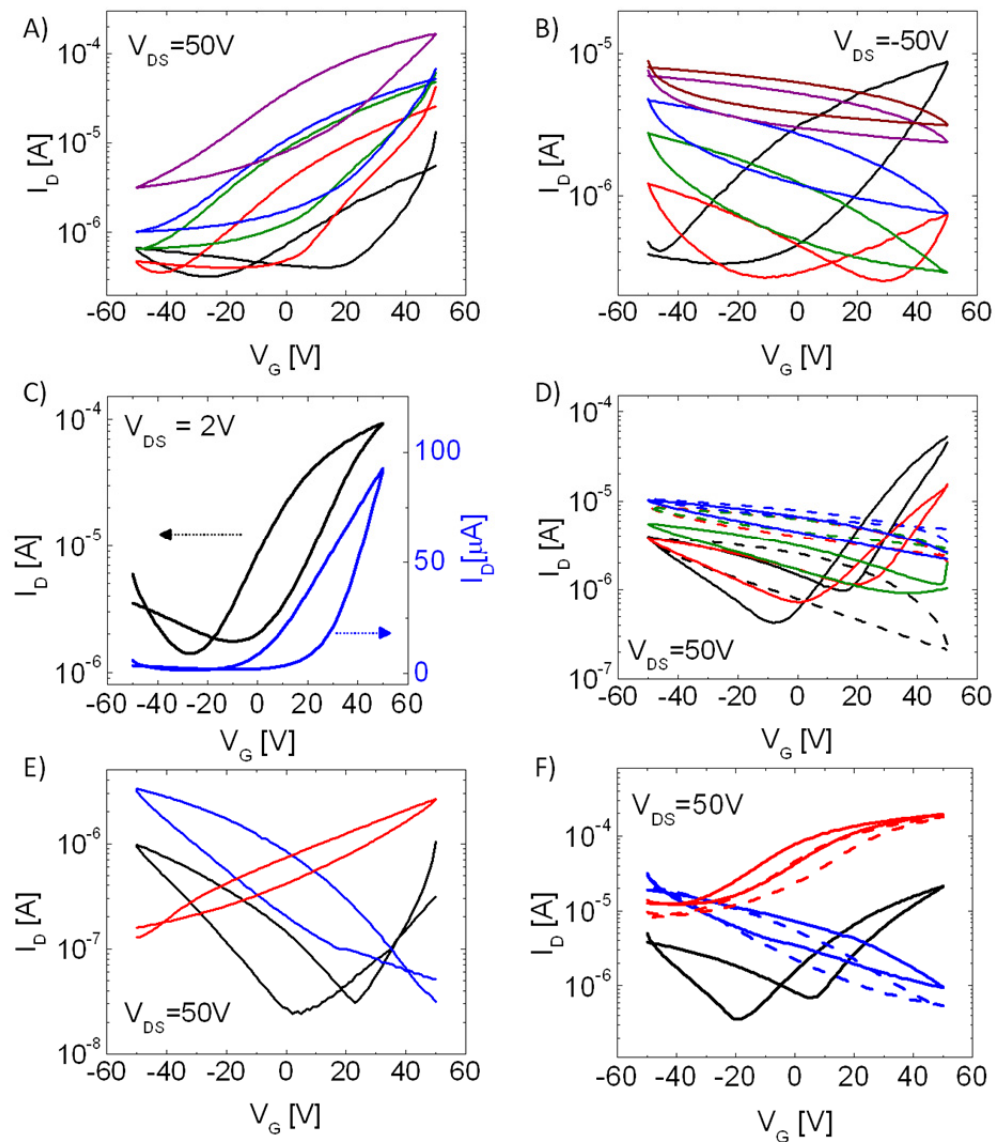 A)
V_DS=50V
10^-4
10^-5
10^-6
I_D [A]
-60 -40 -20 0 20 40 60
V_G [V]
B)
V_DS=-50V
10^-5
10^-6
I_D [A]
-60 -40 -20 0 20 40 60
V_G [V]
C)
V_DS = 2V
10^-4
10^-5
10^-6
I_D [A]
100
50
0
I_D[µA]
-60 -40 -20 0 20 40 60
V_G [V]
D)
10^-4
10^-5
10^-6
10^-7
I_D [A]
V_DS=50V
-60 -40 -20 0 20 40 60
V_G [V]
E)
10^-6
10^-7
10^-8
I_D [A]
V_DS=50V
-60 -40 -20 0 20 40 60
V_G [V]
F)
V_DS=50V
10^-4
10^-5
10^-6
I_D [A]
-60 -40 -20 0 20 40 60
V_G [V]